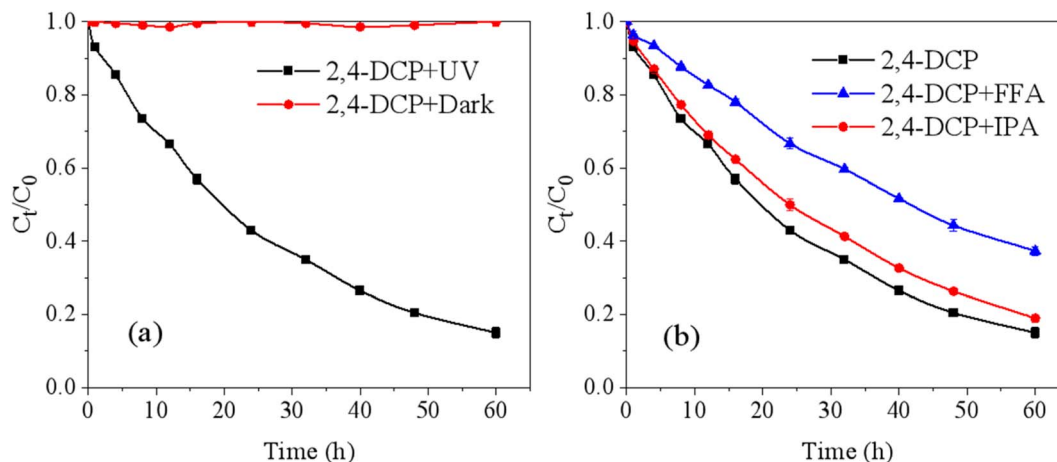 1.0
0.8
0.6
0.4
0.2
0.0
Cₜ/C₀
2,4-DCP+UV
2,4-DCP+Dark
(a)
0 10 20 30 40 50 60
Time (h)
1.0
0.8
0.6
0.4
0.2
0.0
Cₜ/C₀
2,4-DCP
2,4-DCP+FFA
2,4-DCP+IPA
(b)
0 10 20 30 40 50 60
Time (h)